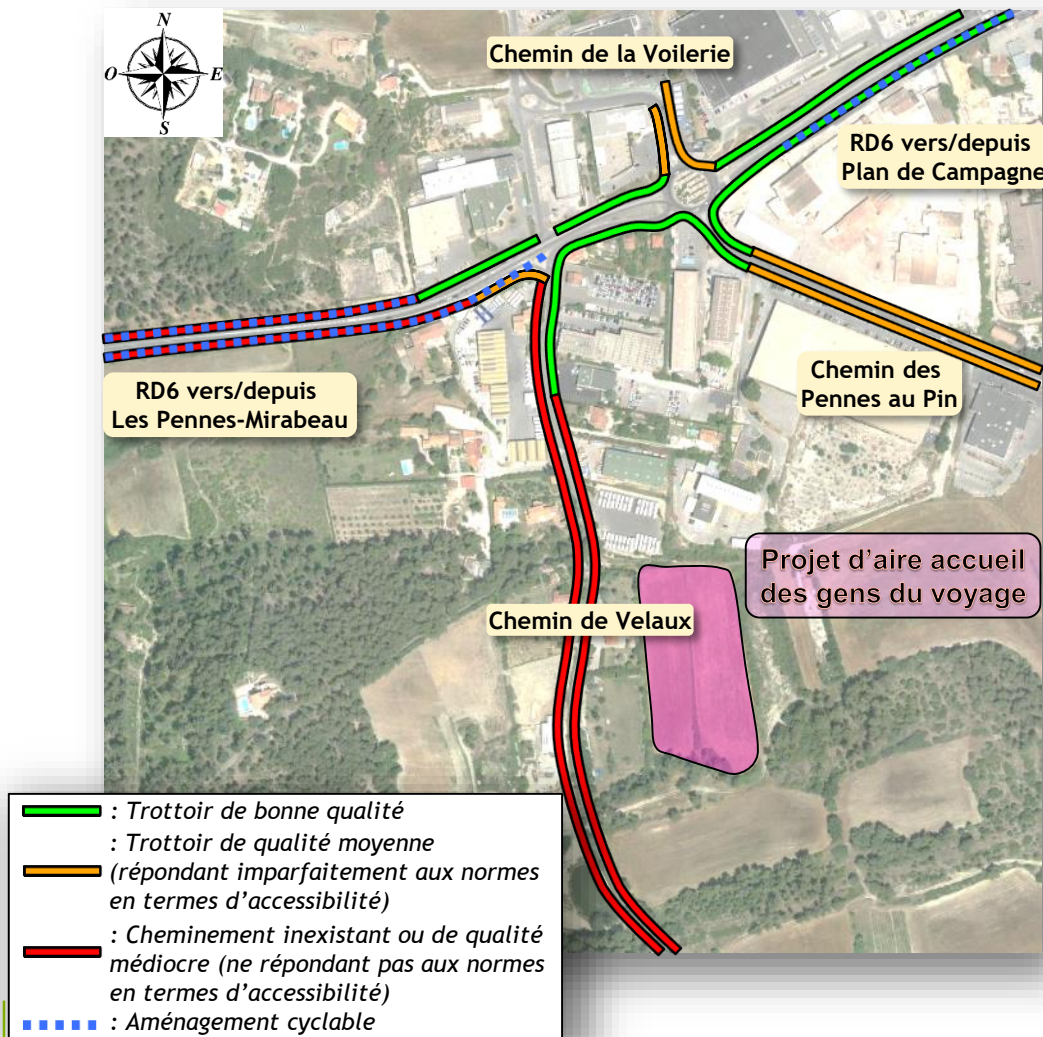 N
O
E
S
Chemin de la Voilerie
RD6 vers/depuis
Plan de Campagne
RD6 vers/depuis
Les Pennes-Mirabeau
Chemin des
Pennes au Pin
Projet d'aire accueil
des gens du voyage
Chemin de Velaux
: Trottoir de bonne qualité
: Trottoir de qualité moyenne
(répondant imparfaitement aux normes
en termes d'accessibilité)
: Cheminement inexistant ou de qualité
médiocre (ne répondant pas aux normes
en termes d'accessibilité)
: Aménagement cyclable